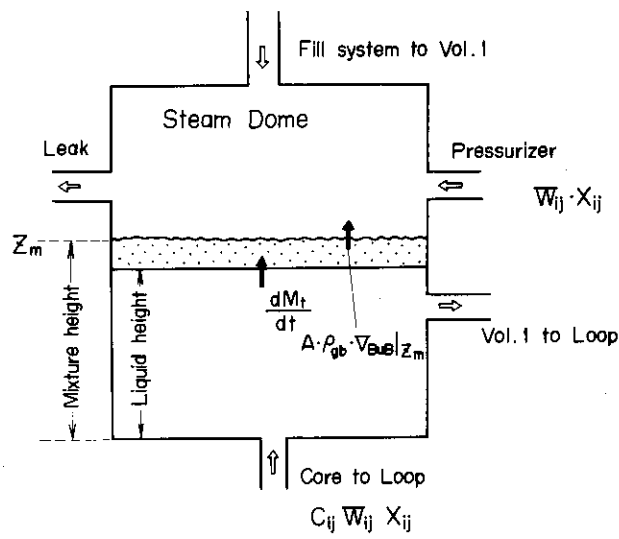 Fill system to Vol.1
Steam Dome
Leak
Pressurizer
W̅ij · Xij
Zm
Mixture height
Liquid height
dMt
dt
A·ρgb·∇BUB|Zm
Vol.1 to Loop
Core to Loop
Cij W̅ij Xij